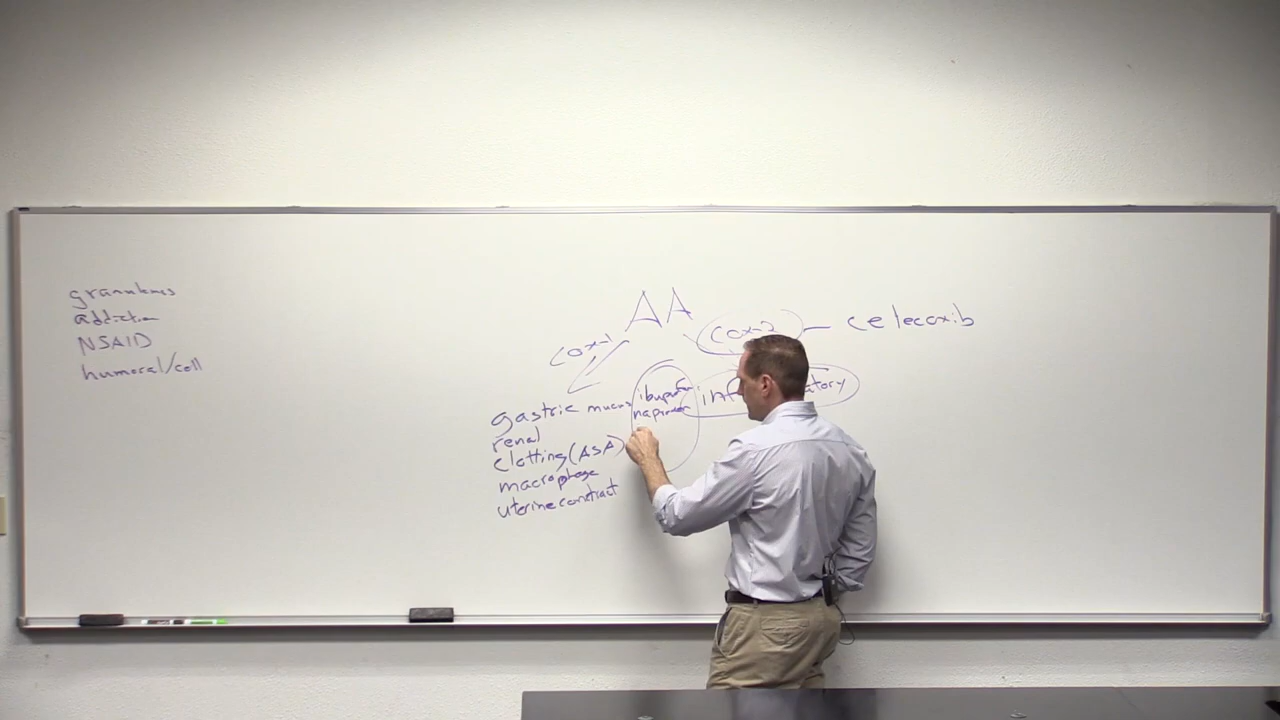 granulomas
addiction
NSAID
humoral/cell
AA
COX-1
COX-2 – celecoxib
gastric mucus
renal
clotting (ASA)
macrophage
uterine contract
ibuprofen
naproxen